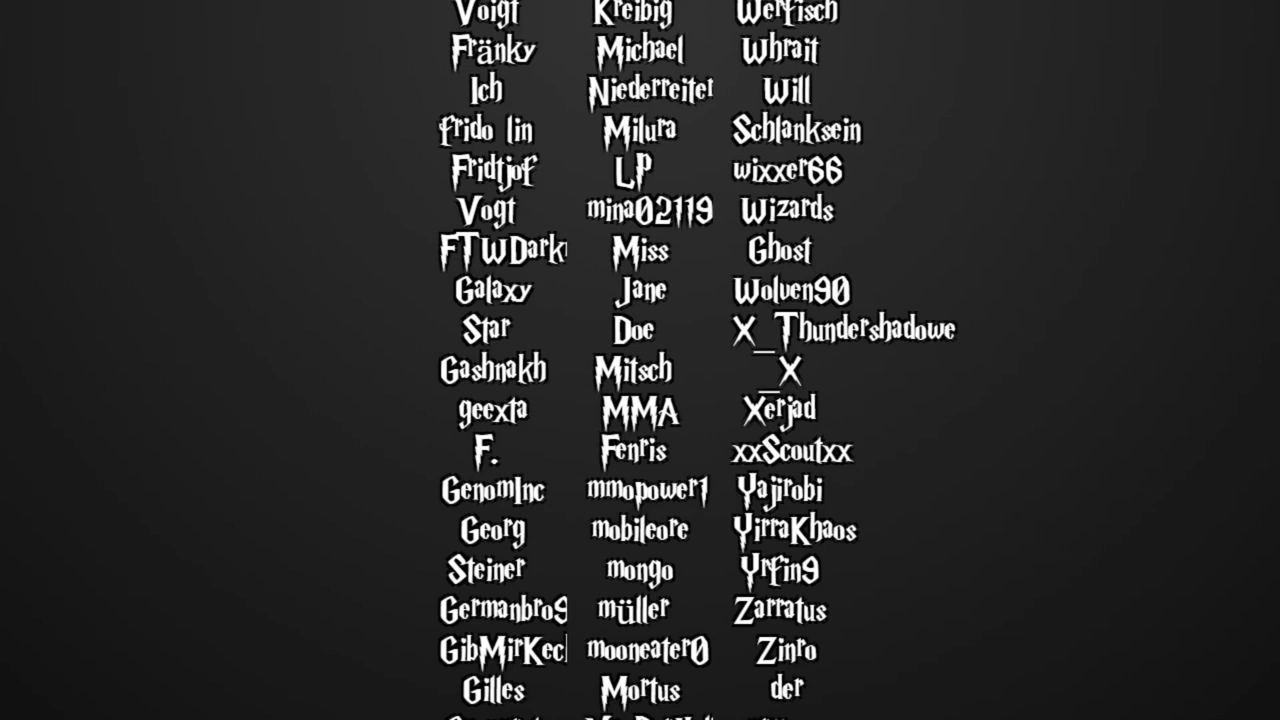 Voigt Kreibig Werfisch
Fränky Michael Whrait
Ich Niederreiter Will
frido lin Milura Schlanksein
Fridtjof LP wixxer66
Vogt mina02119 Wizards
FTWDark Miss Ghost
Galaxy Jane Wolven90
Star Doe X_Thundershadowe
Gashnakh Mitsch _X
geexta MMA Xerjad
F. Fenris xxScoutxx
GenomInc mmopower1 Yajirobi
Georg mobileore YirraKhaos
Steiner mongo Yrfin9
Germanbro9 müller Zarratus
GibMirKec mooneater0 Zinro
Gilles Mortus der